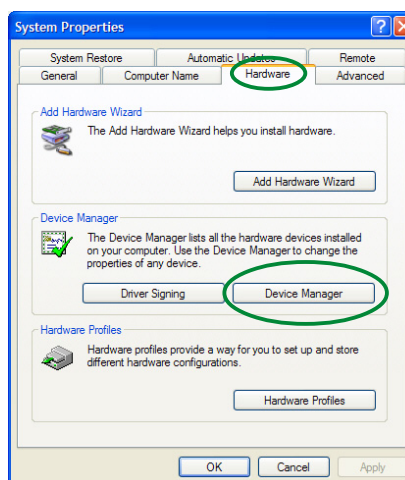 System Properties
System Restore Automatic Updates Remote
General Computer Name Hardware Advanced
Add Hardware Wizard
The Add Hardware Wizard helps you install hardware.
Add Hardware Wizard
Device Manager
The Device Manager lists all the hardware devices installed
on your computer. Use the Device Manager to change the
properties of any device.
Driver Signing Device Manager
Hardware Profiles
Hardware profiles provide a way for you to set up and store
different hardware configurations.
Hardware Profiles
OK Cancel Apply